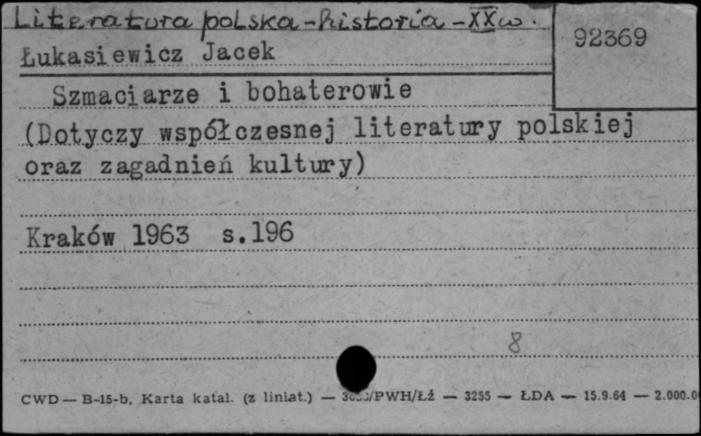 Literatura polska - historia - XX w.
92369
Łukasiewicz Jacek
Szmaciarze i bohaterowie
(Dotyczy współczesnej literatury polskiej
oraz zagadnień kultury)
Kraków 1963 s.196
8
CWD — B-15-b, Karta katal. (z liniat.) — /PWH/Łź — 3255 — ŁDA — 15.9.64 — 2.000.0